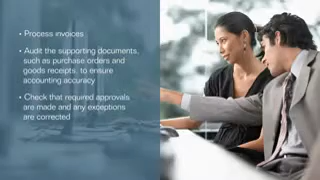 • Process invoices
• Audit the supporting documents,
such as purchase orders and
goods receipts, to ensure
accounting accuracy
• Check that required approvals
are made and any exceptions
are corrected